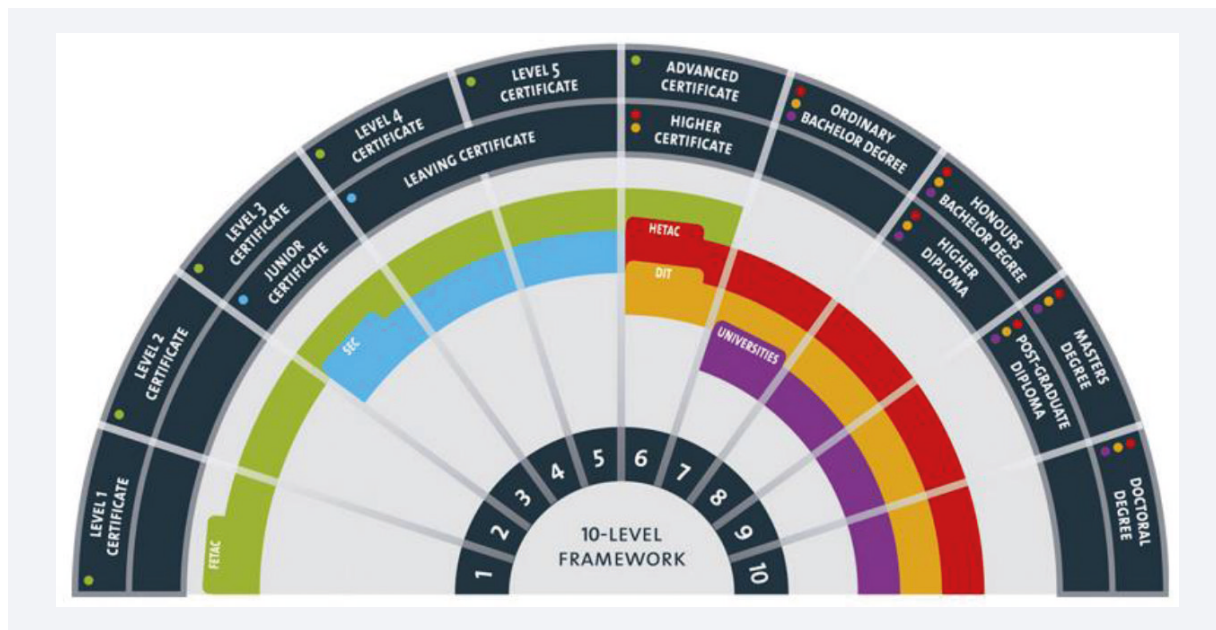 LEVEL 1
CERTIFICATE
LEVEL 2
CERTIFICATE
LEVEL 3
CERTIFICATE
JUNIOR
CERTIFICATE
LEVEL 4
CERTIFICATE
LEVEL 5
CERTIFICATE
LEAVING CERTIFICATE
ADVANCED
CERTIFICATE
HIGHER
CERTIFICATE
ORDINARY
BACHELOR DEGREE
HONOURS
BACHELOR DEGREE
HIGHER
DIPLOMA
MASTERS
DEGREE
POST-GRADUATE
DIPLOMA
DOCTORAL
DEGREE
FETAC
SEC
HETAC
DIT
UNIVERSITIES
1
2
3
4
5
6
7
8
9
10
10-LEVEL
FRAMEWORK